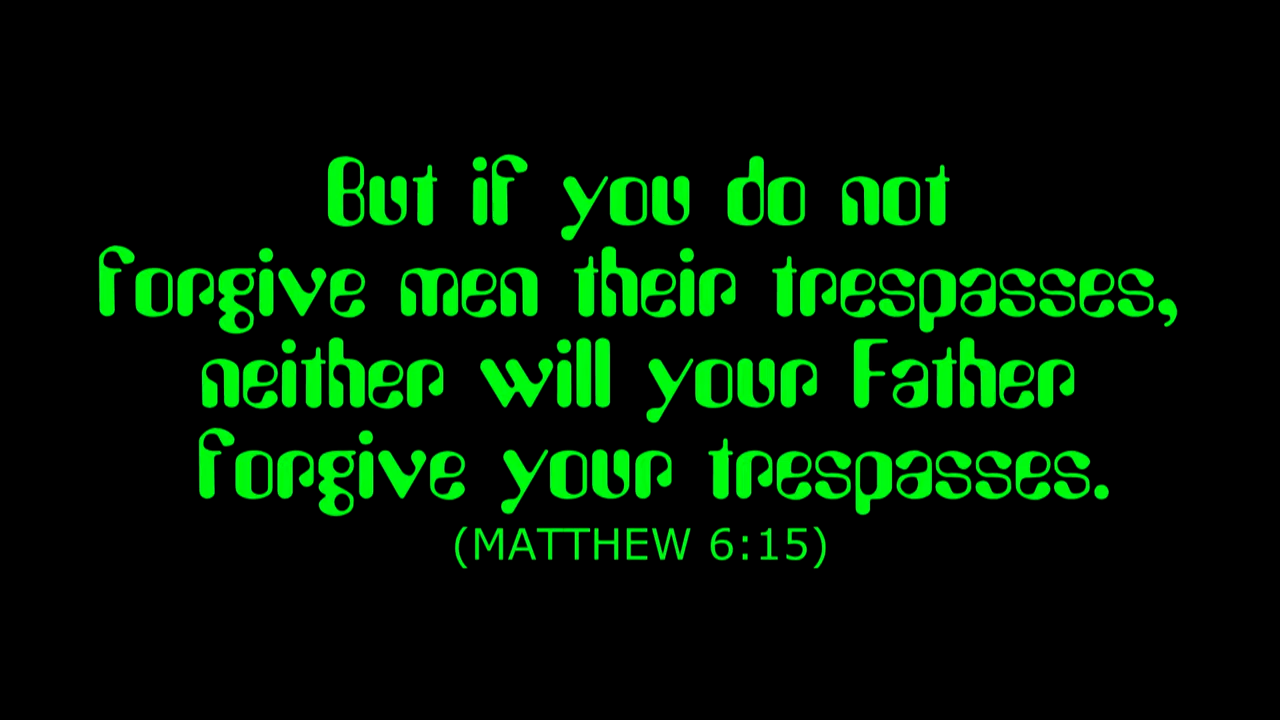 But if you do not
forgive men their trespasses,
neither will your Father
forgive your trespasses.
(MATTHEW 6:15)